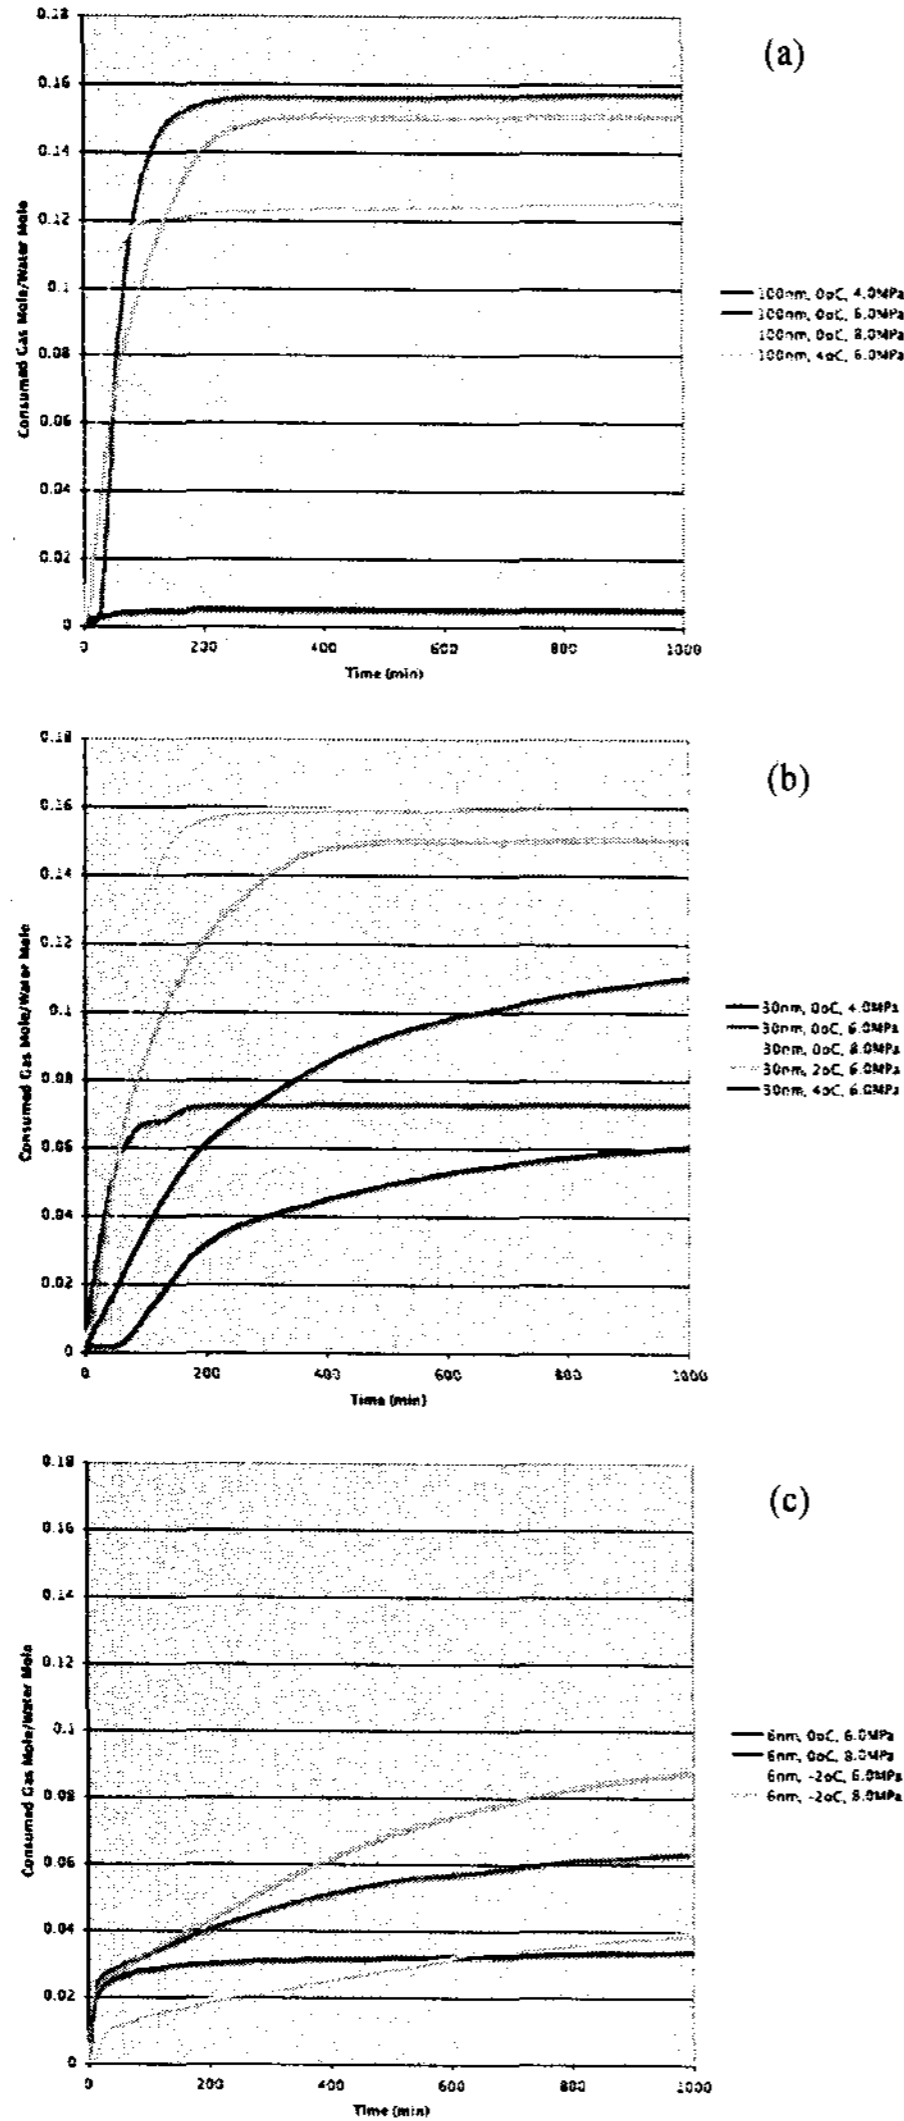 (a)
0.18
0.16
0.14
0.12
0.1
0.08
0.06
0.04
0.02
0
0 200 400 600 800 1000
Consumed Gas Mole/Water Mole
Time (min)
100nm, 0oC, 4.0MPa
100nm, 0oC, 6.0MPa
100nm, 0oC, 8.0MPa
100nm, 4oC, 6.0MPa
(b)
0.18
0.16
0.14
0.12
0.1
0.08
0.06
0.04
0.02
0
0 200 400 600 800 1000
Consumed Gas Mole/Water Mole
Time (min)
30nm, 0oC, 4.0MPa
30nm, 0oC, 6.0MPa
30nm, 0oC, 8.0MPa
30nm, 2oC, 6.0MPa
30nm, 4oC, 6.0MPa
(c)
0.18
0.16
0.14
0.12
0.1
0.08
0.06
0.04
0.02
0
0 200 400 600 800 1000
Consumed Gas Mole/Water Mole
Time (min)
6nm, 0oC, 6.0MPa
6nm, 0oC, 8.0MPa
6nm, -2oC, 6.0MPa
6nm, -2oC, 8.0MPa